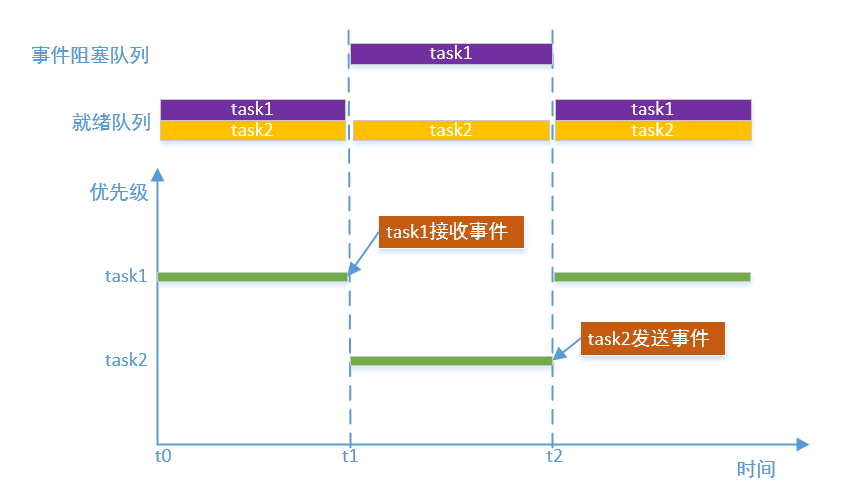 事件阻塞队列
task1
就绪队列
task1
task2
task2
task1
task2
优先级
task1接收事件
task1
task2发送事件
task2
t0
t1
t2
时间